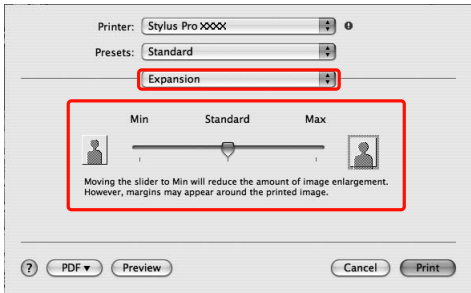 Printer: Stylus Pro XXXX
Presets: Standard
Expansion
Min Standard Max
Moving the slider to Min will reduce the amount of image enlargement.
However, margins may appear around the printed image.
? PDF ▼ Preview Cancel Print